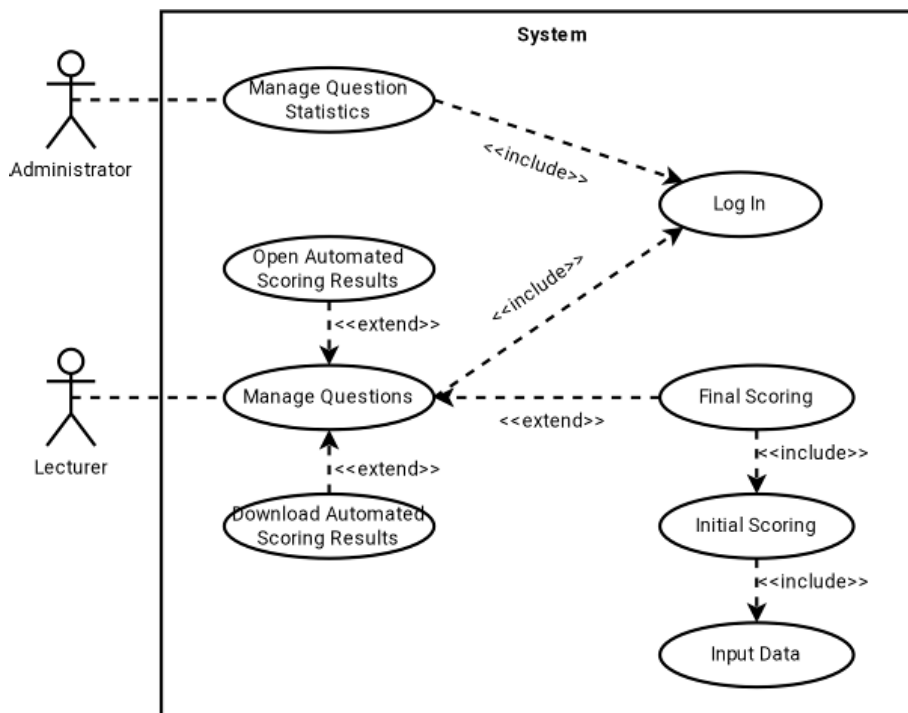 System
Manage Question
Statistics
Administrator
<<include>>
Log In
Open Automated
Scoring Results
<<include>>
<<extend>>
Manage Questions
Final Scoring
<<extend>>
Lecturer
<<include>>
<<extend>>
Download Automated
Scoring Results
Initial Scoring
<<include>>
Input Data